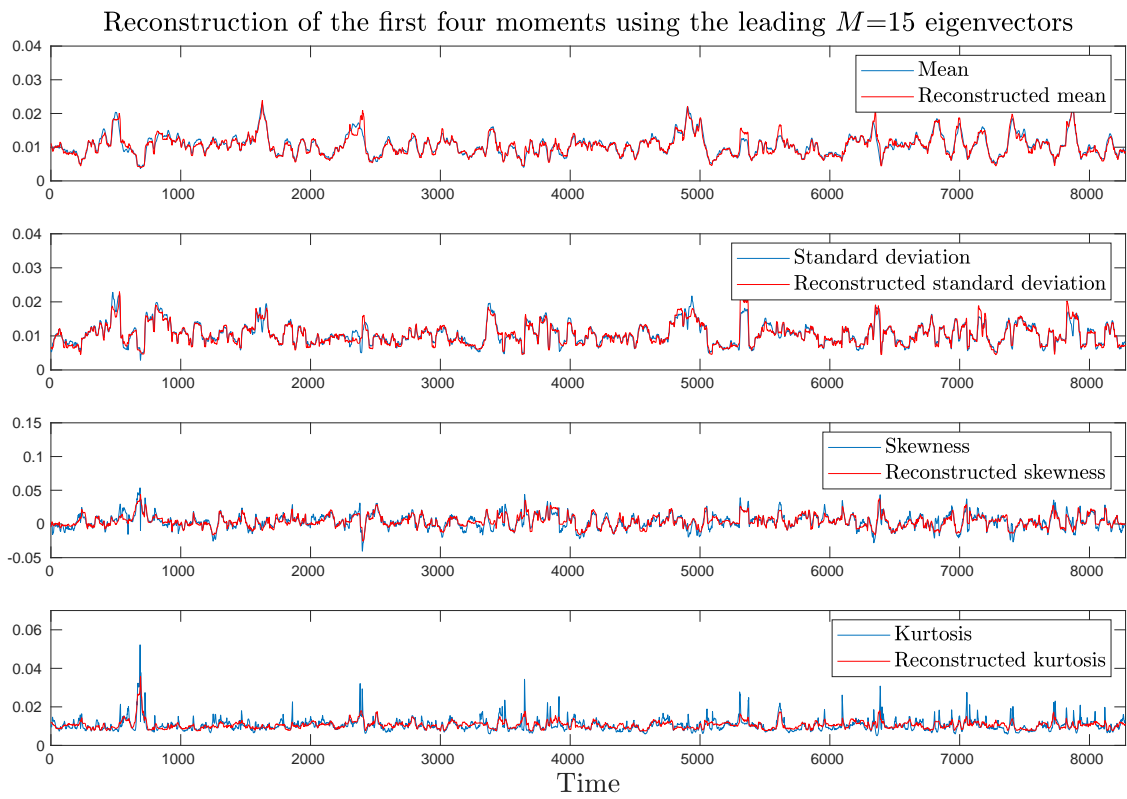 Reconstruction of the first four moments using the leading M=15 eigenvectors
0.04
0.03
0.02
0.01
0
Mean
Reconstructed mean
0 1000 2000 3000 4000 5000 6000 7000 8000
0.04
0.03
0.02
0.01
0
Standard deviation
Reconstructed standard deviation
0 1000 2000 3000 4000 5000 6000 7000 8000
0.15
0.1
0.05
0
-0.05
Skewness
Reconstructed skewness
0 1000 2000 3000 4000 5000 6000 7000 8000
0.06
0.04
0.02
0
Kurtosis
Reconstructed kurtosis
0 1000 2000 3000 4000 5000 6000 7000 8000
Time